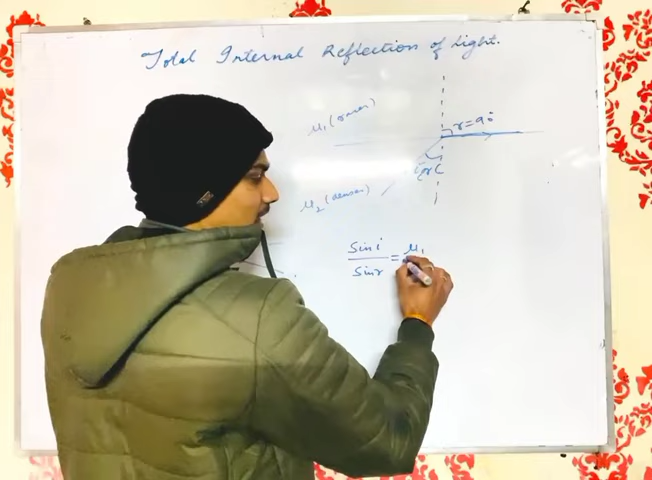 Total Internal Reflection of Light.
μ₁ (rarer)
r=90°
μ₂ (denser)
sin i
sin r
=
μ₁